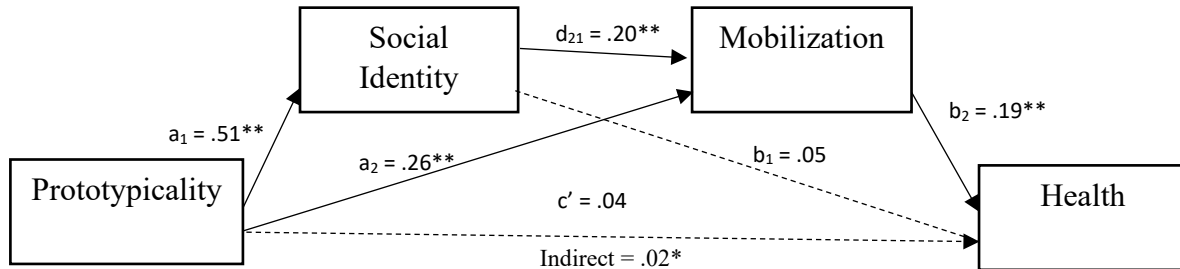 Social
Identity
d₂₁ = .20**
Mobilization
a₁ = .51**
a₂ = .26**
b₁ = .05
b₂ = .19**
Prototypicality
c’ = .04
Health
Indirect = .02*